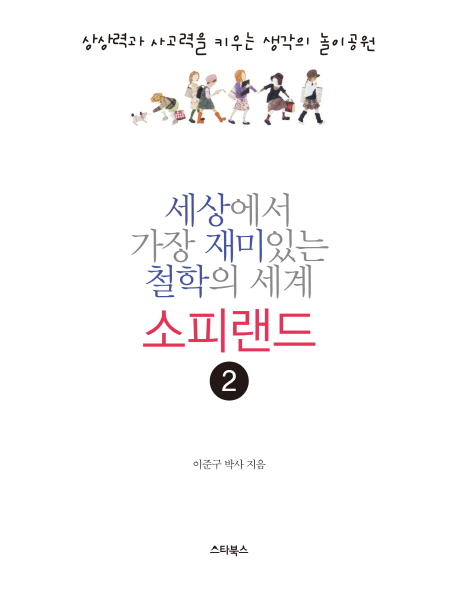 상상력과 사고력을 키우는 생각의 놀이공원
세상에서
가장 재미있는
철학의 세계
소피랜드
2
이준구 박사 지음
스타북스